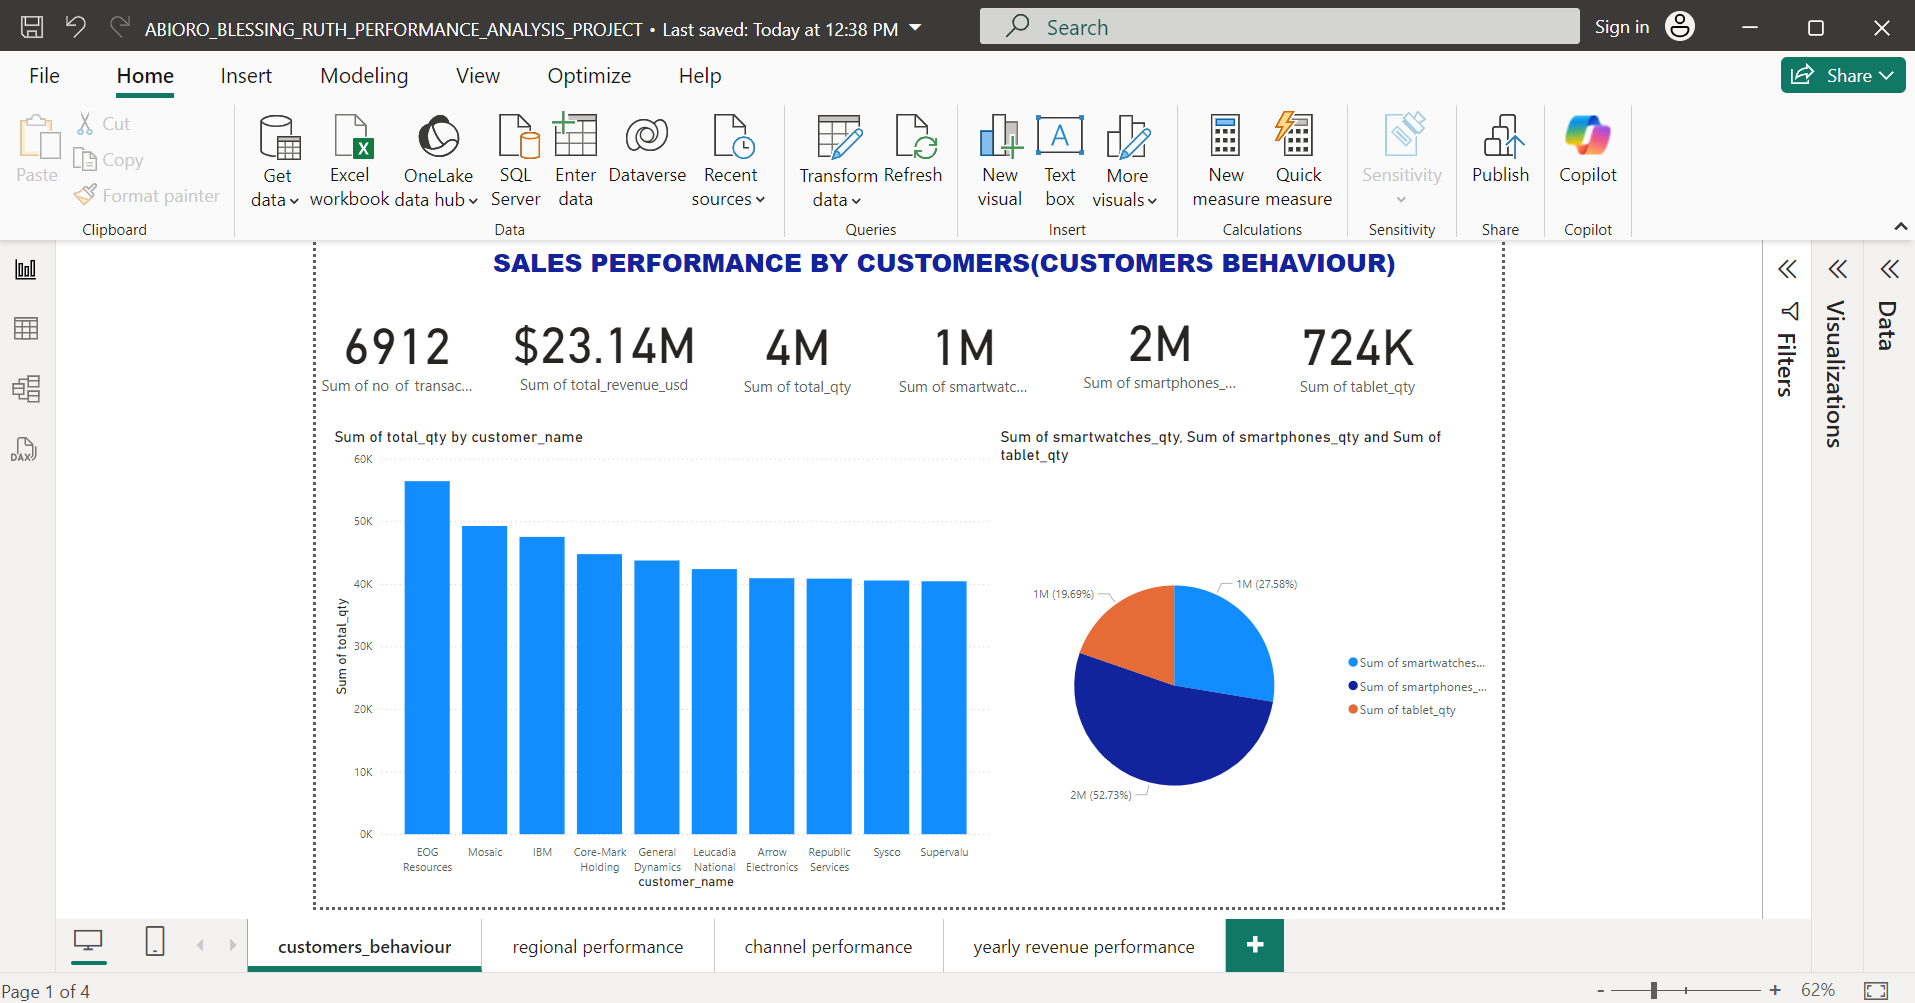 ABIORO_BLESSING_RUTH_PERFORMANCE_ANALYSIS_PROJECT • Last saved: Today at 12:38 PM
Search
Sign in
File
Home
Insert
Modeling
View
Optimize
Help
Share
Paste
Cut
Copy
Format painter
Clipboard
Get
data
Excel
workbook
OneLake
data hub
SQL
Server
Enter
data
Dataverse
Recent
sources
Data
Transform
data
Refresh
Queries
New
visual
Text
box
More
visuals
Insert
New
measure
Quick
measure
Calculations
Sensitivity
Sensitivity
Publish
Share
Copilot
Copilot
DAX
SALES PERFORMANCE BY CUSTOMERS(CUSTOMERS BEHAVIOUR)
6912
Sum of no of transac...
$23.14M
Sum of total_revenue_usd
4M
Sum of total_qty
1M
Sum of smartwatc...
2M
Sum of smartphones_...
724K
Sum of tablet_qty
Sum of total_qty by customer_name
60K
50K
40K
30K
20K
10K
0K
Sum of total_qty
EOG
Resources
Mosaic
IBM
Core-Mark
Holding
General
Dynamics
Leucadia
National
Arrow
Electronics
Republic
Services
Sysco
Supervalu
customer_name
Sum of smartwatches_qty, Sum of smartphones_qty and Sum of
tablet_qty
1M (19.69%)
1M (27.58%)
2M (52.73%)
Sum of smartwatches...
Sum of smartphones_...
Sum of tablet_qty
Filters
Visualizations
Data
customers_behaviour
regional performance
channel performance
yearly revenue performance
Page 1 of 4
62%